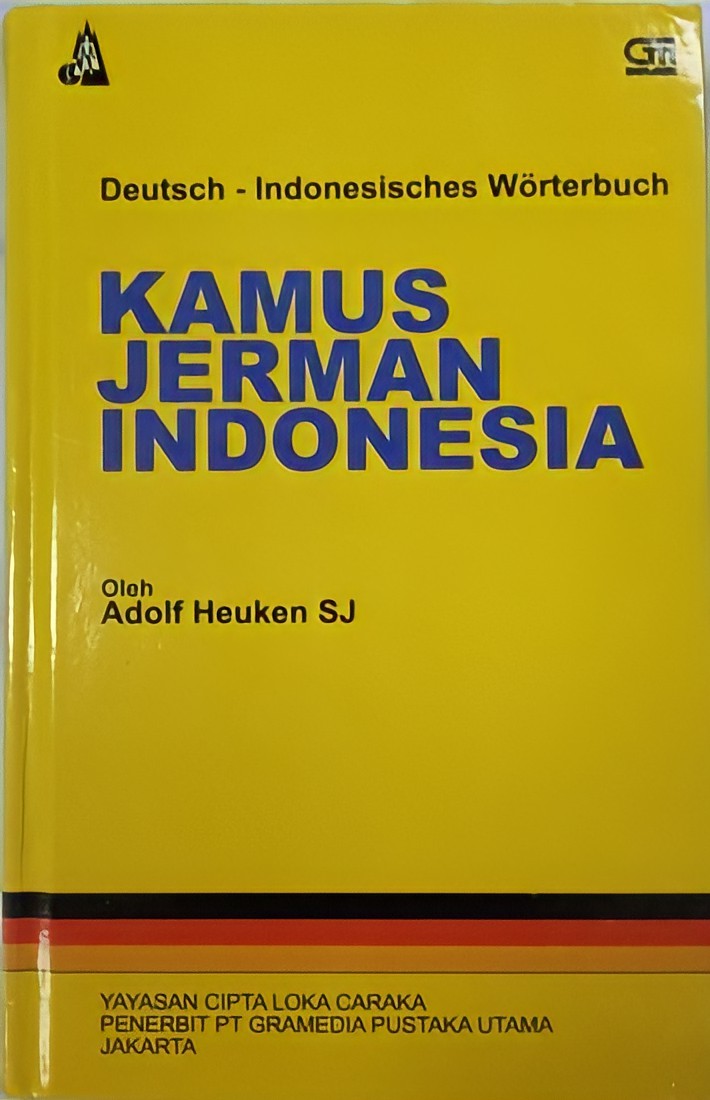 Deutsch - Indonesisches Wörterbuch
KAMUS
JERMAN
INDONESIA
Oleh
Adolf Heuken SJ
YAYASAN CIPTA LOKA CARAKA
PENERBIT PT GRAMEDIA PUSTAKA UTAMA
JAKARTA